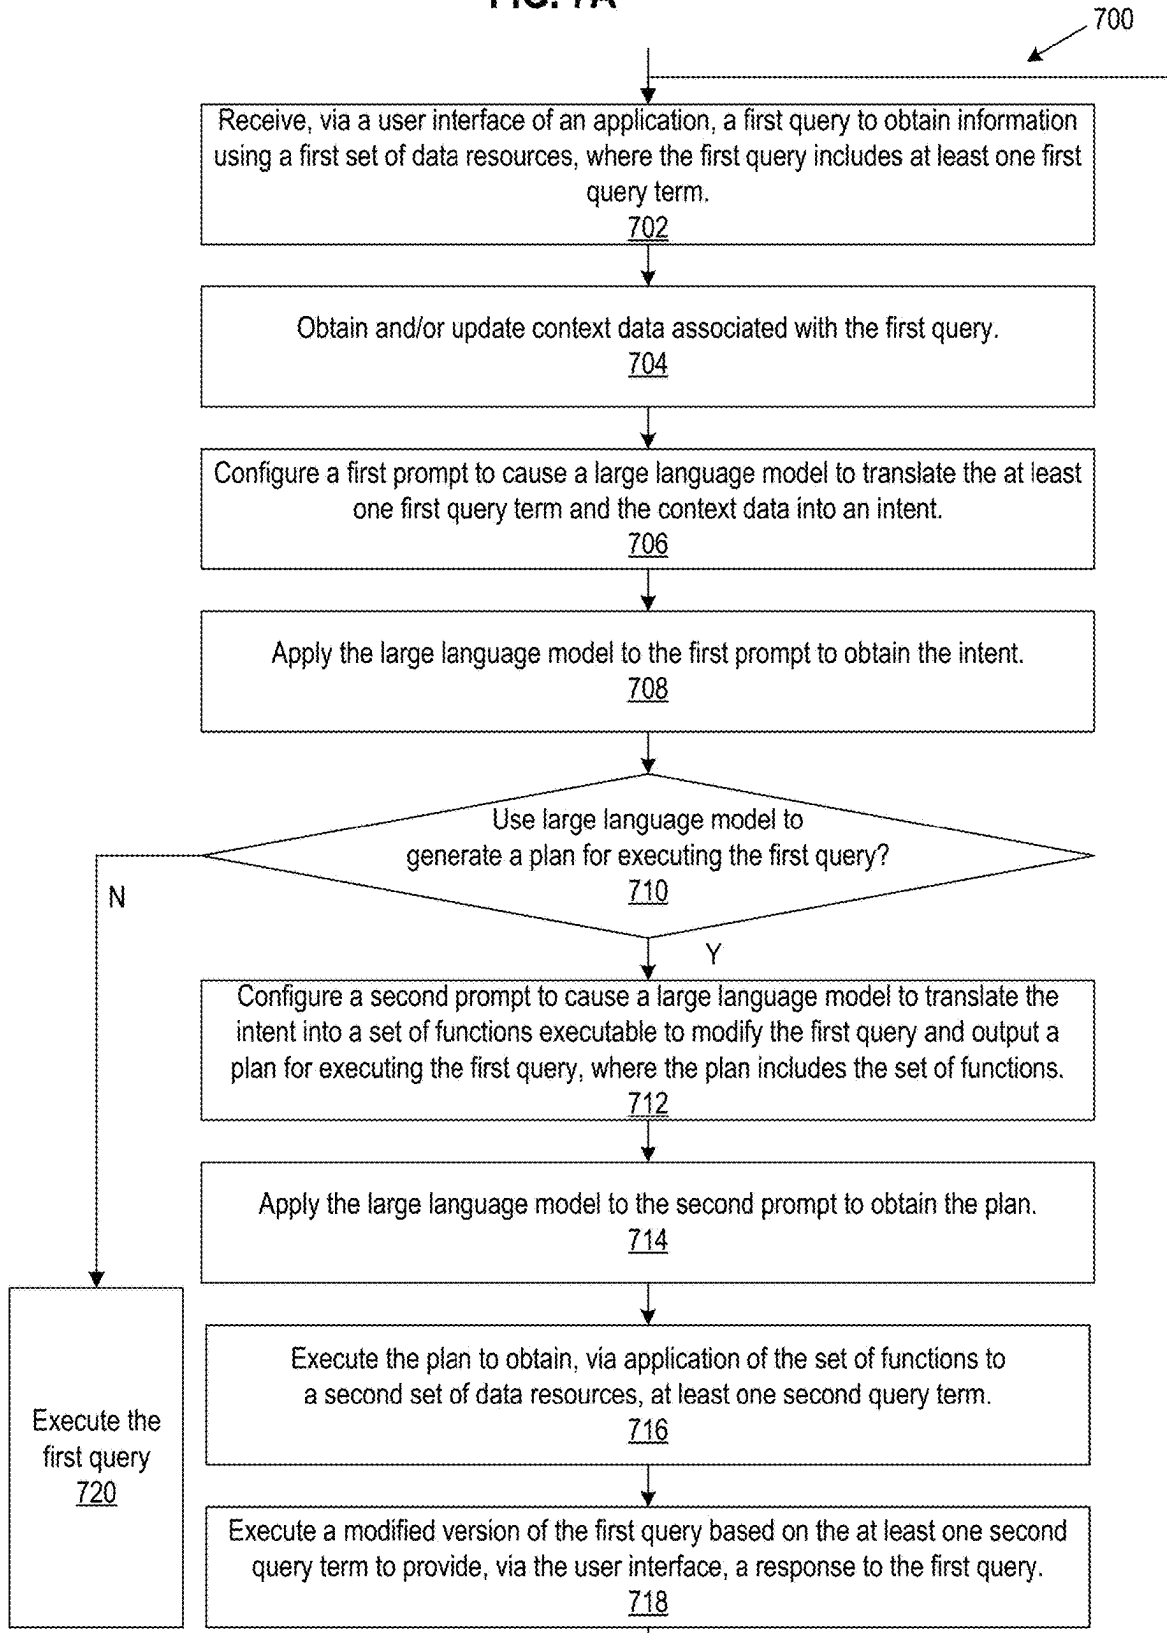 FIG. 7A
700
Receive, via a user interface of an application, a first query to obtain information
using a first set of data resources, where the first query includes at least one first
query term.
702
Obtain and/or update context data associated with the first query.
704
Configure a first prompt to cause a large language model to translate the at least
one first query term and the context data into an intent.
706
Apply the large language model to the first prompt to obtain the intent.
708
Use large language model to
generate a plan for executing the first query?
710
N
Y
Configure a second prompt to cause a large language model to translate the
intent into a set of functions executable to modify the first query and output a
plan for executing the first query, where the plan includes the set of functions.
712
Apply the large language model to the second prompt to obtain the plan.
714
Execute the plan to obtain, via application of the set of functions to
a second set of data resources, at least one second query term.
716
Execute the
first query
720
Execute a modified version of the first query based on the at least one second
query term to provide, via the user interface, a response to the first query.
718